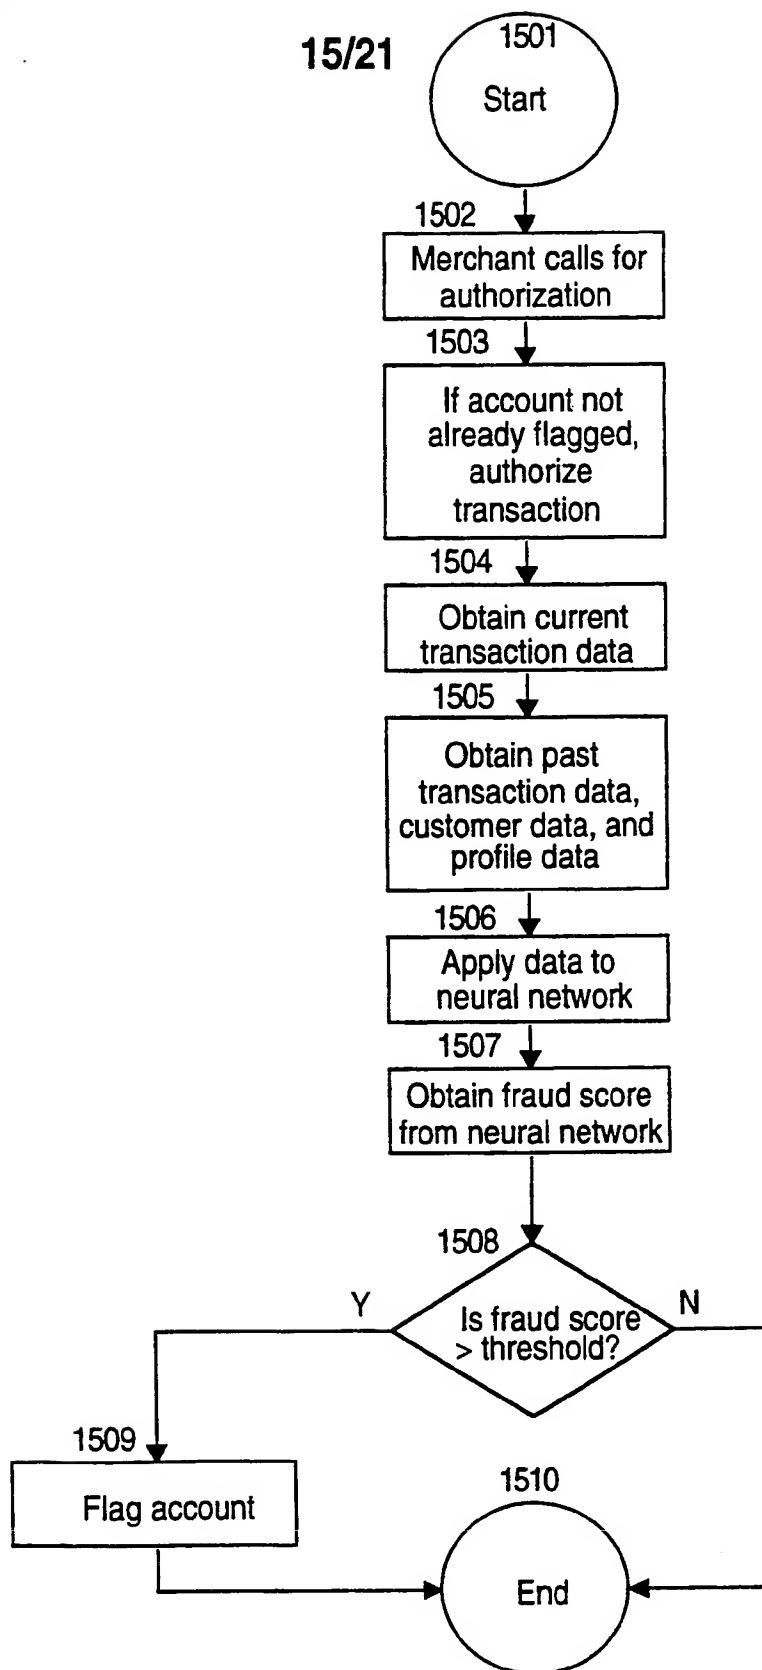 15/21
1501
Start
1502
Merchant calls for
authorization
1503
If account not
already flagged,
authorize
transaction
1504
Obtain current
transaction data
1505
Obtain past
transaction data,
customer data, and
profile data
1506
Apply data to
neural network
1507
Obtain fraud score
from neural network
1508
Y
N
Is fraud score
> threshold?
1509
Flag account
1510
End